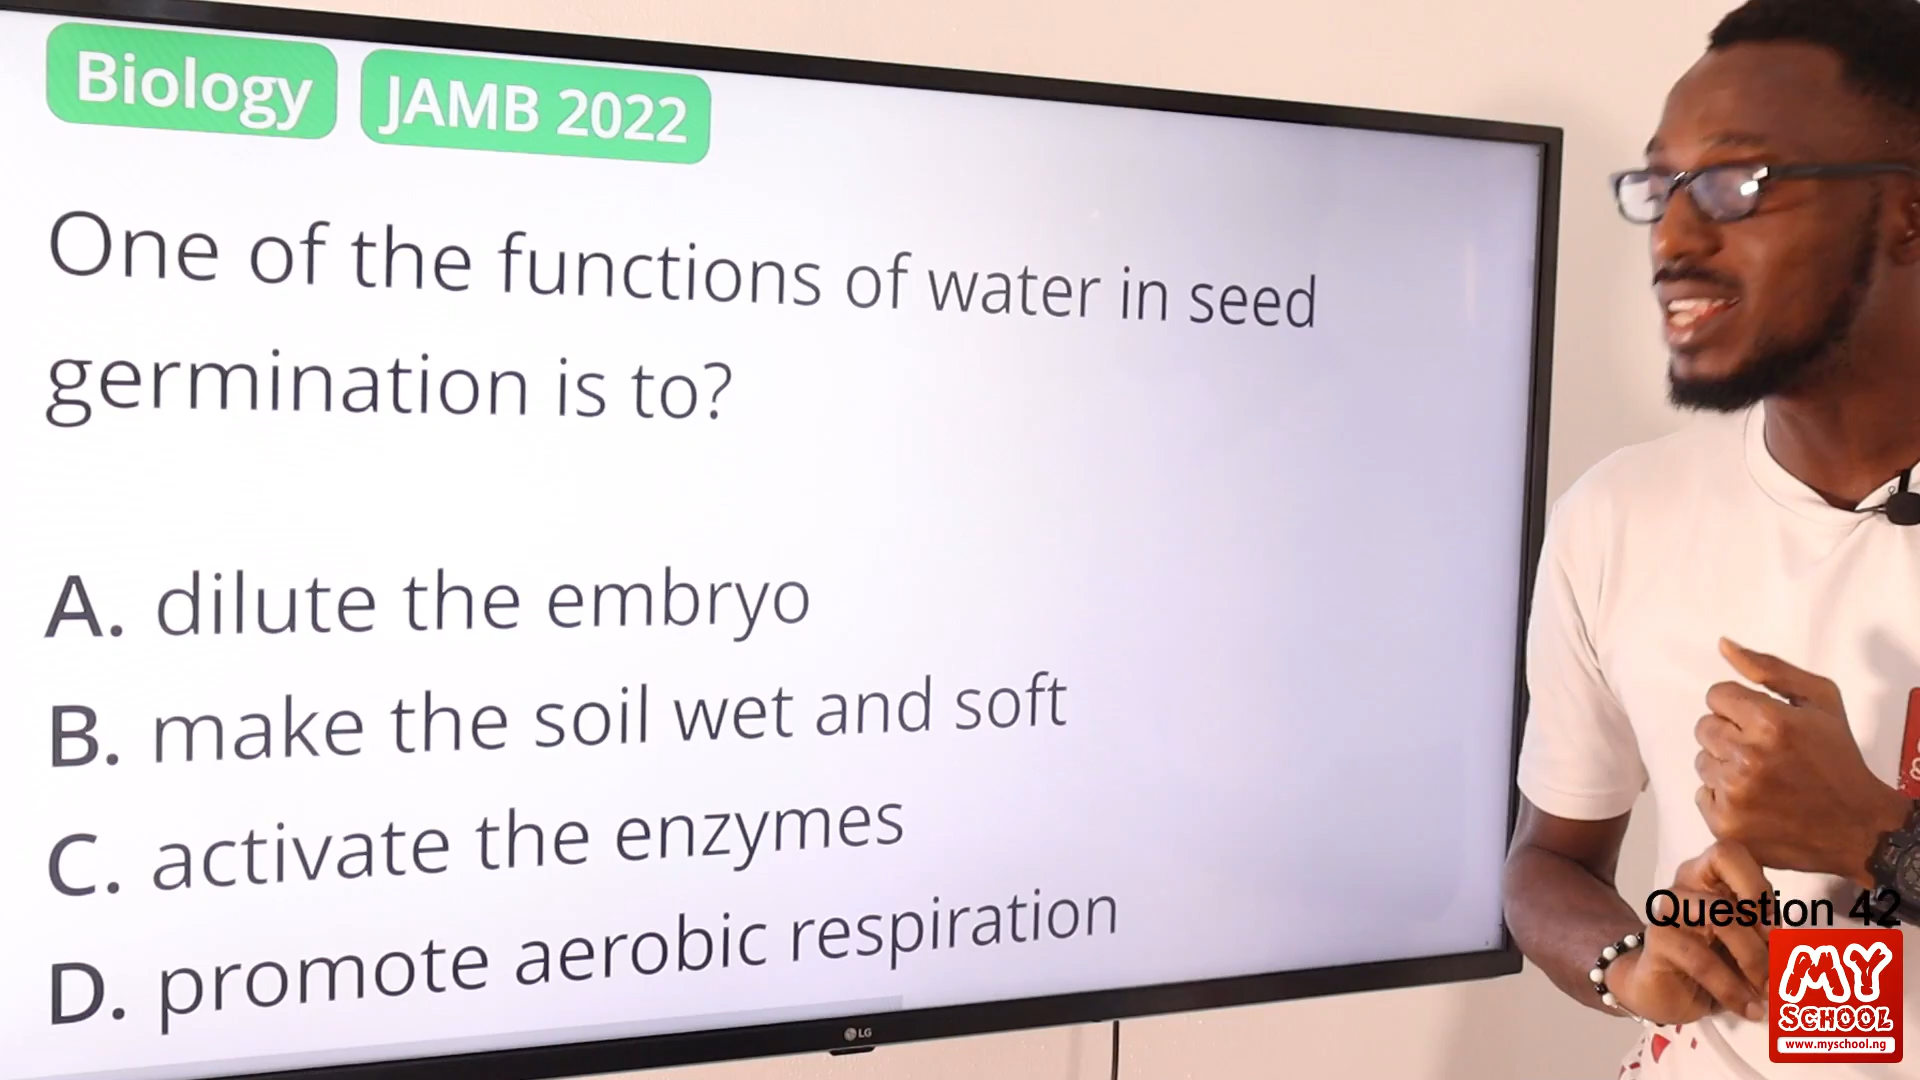 Biology JAMB 2022
One of the functions of water in seed
germination is to?
A. dilute the embryo
B. make the soil wet and soft
C. activate the enzymes
D. promote aerobic respiration
LG
Question 42
MY
SCHOOL
www.myschool.ng